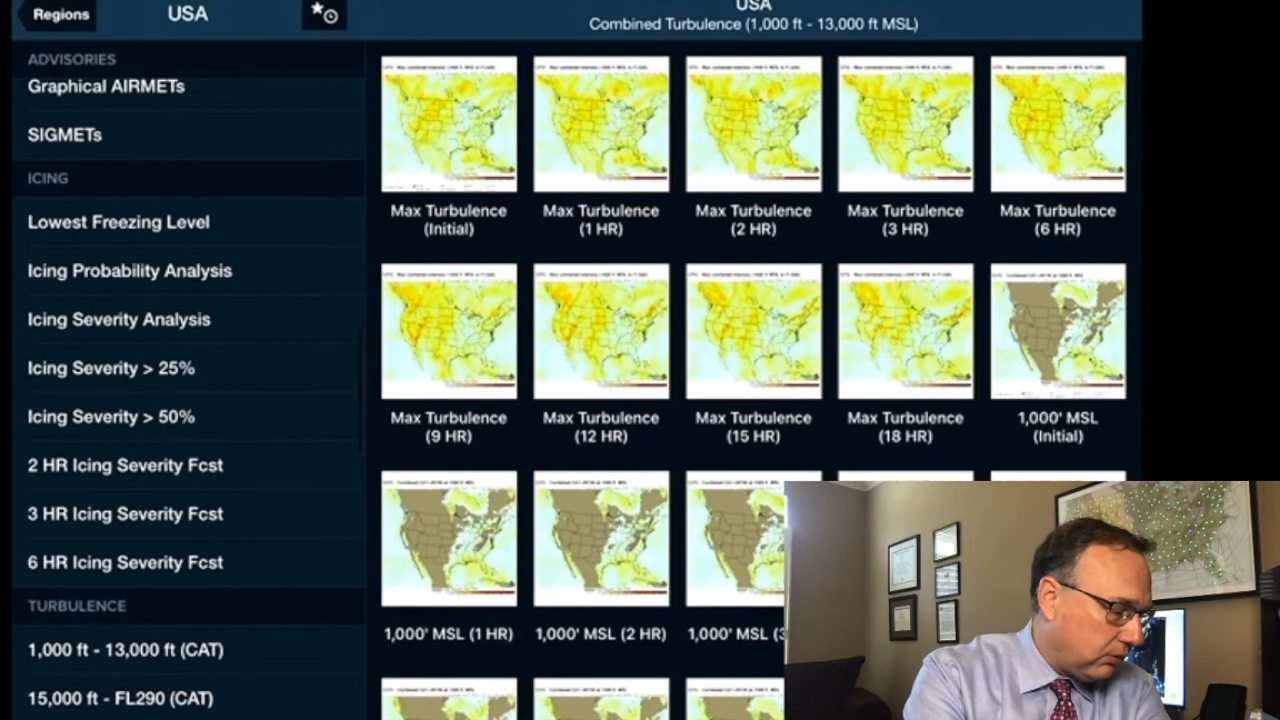 Regions
USA
ADVISORIES
Graphical AIRMETs
SIGMETs
ICING
Lowest Freezing Level
Icing Probability Analysis
Icing Severity Analysis
Icing Severity > 25%
Icing Severity > 50%
2 HR Icing Severity Fcst
3 HR Icing Severity Fcst
6 HR Icing Severity Fcst
TURBULENCE
1,000 ft - 13,000 ft (CAT)
15,000 ft - FL290 (CAT)
USA
Combined Turbulence (1,000 ft - 13,000 ft MSL)
Max Turbulence
(Initial)
Max Turbulence
(1 HR)
Max Turbulence
(2 HR)
Max Turbulence
(3 HR)
Max Turbulence
(6 HR)
Max Turbulence
(9 HR)
Max Turbulence
(12 HR)
Max Turbulence
(15 HR)
Max Turbulence
(18 HR)
1,000' MSL
(Initial)
1,000' MSL (1 HR)
1,000' MSL (2 HR)
1,000' MSL (3